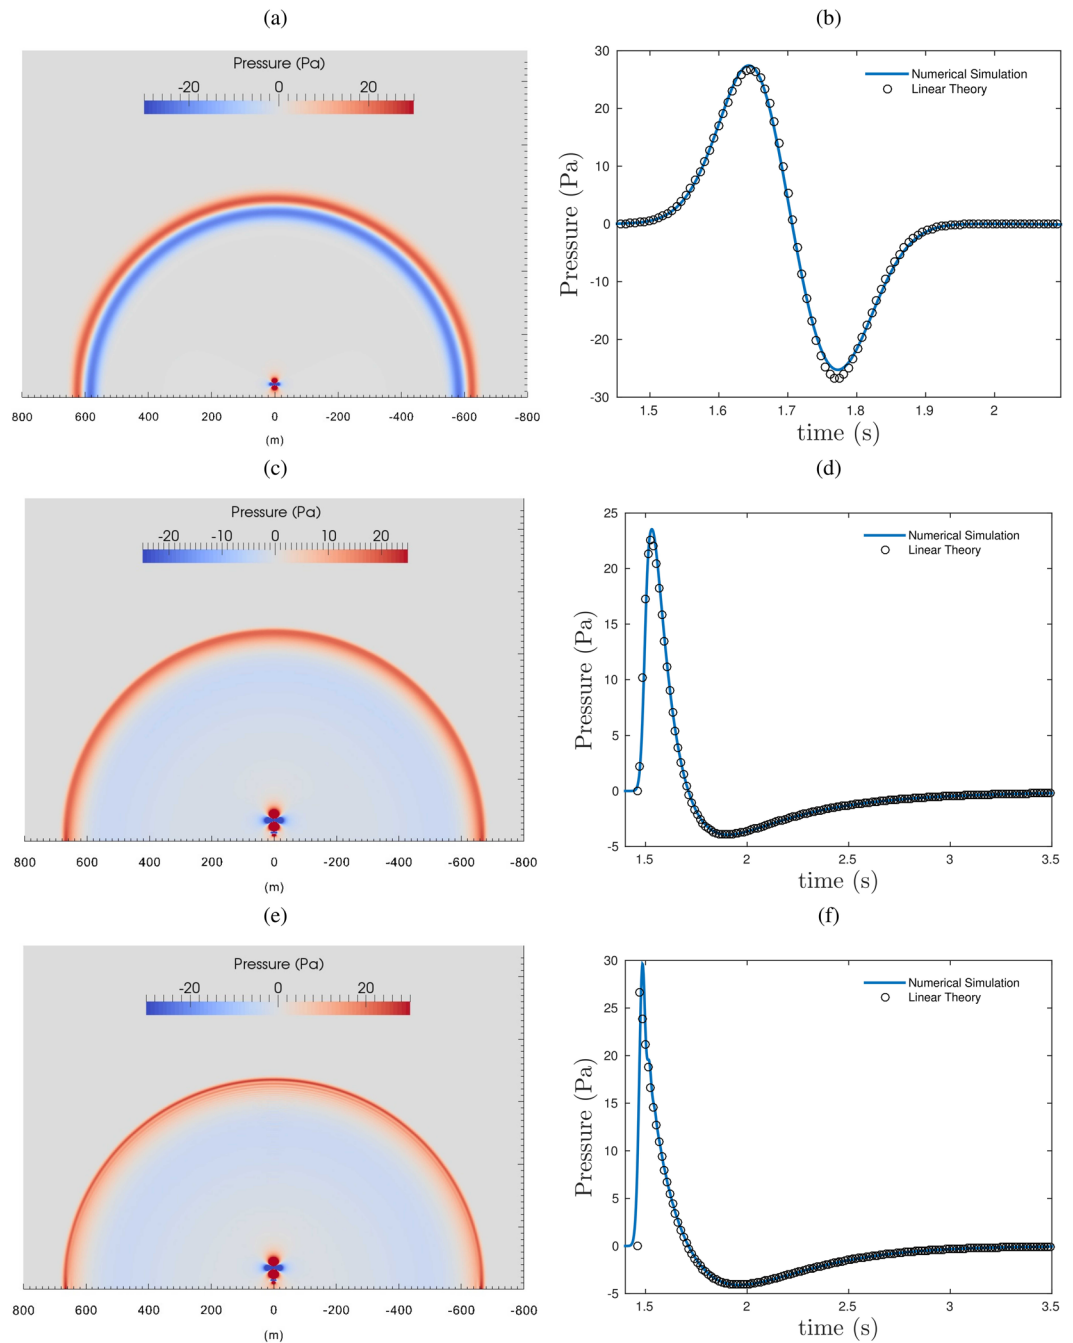 (a)
Pressure (Pa)
-20 0 20
800 600 400 200 0 -200 -400 -600 -800
(m)
(b)
30
20
10
0
-10
-20
-30
Pressure (Pa)
Numerical Simulation
Linear Theory
1.5 1.6 1.7 1.8 1.9 2
time (s)
(c)
Pressure (Pa)
-20 -10 0 10 20
800 600 400 200 0 -200 -400 -600 -800
(m)
(d)
25
20
15
10
5
0
-5
Pressure (Pa)
Numerical Simulation
Linear Theory
1.5 2 2.5 3 3.5
time (s)
(e)
Pressure (Pa)
-20 0 20
800 600 400 200 0 -200 -400 -600 -800
(m)
(f)
30
25
20
15
10
5
0
-5
Pressure (Pa)
Numerical Simulation
Linear Theory
1.5 2 2.5 3 3.5
time (s)